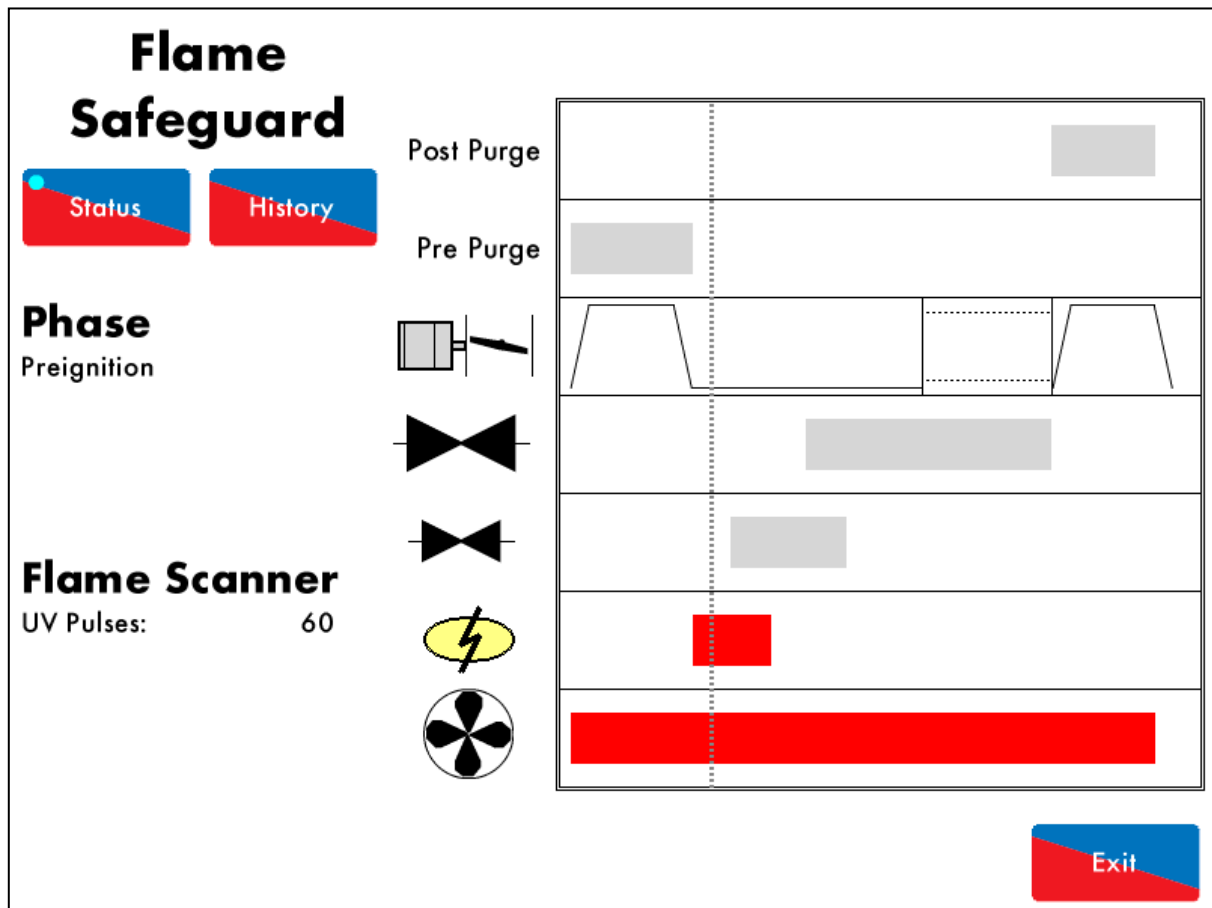 Flame
Safeguard
Status
History
Post Purge
Pre Purge
Phase
Preignition
Flame Scanner
UV Pulses: 60
Exit